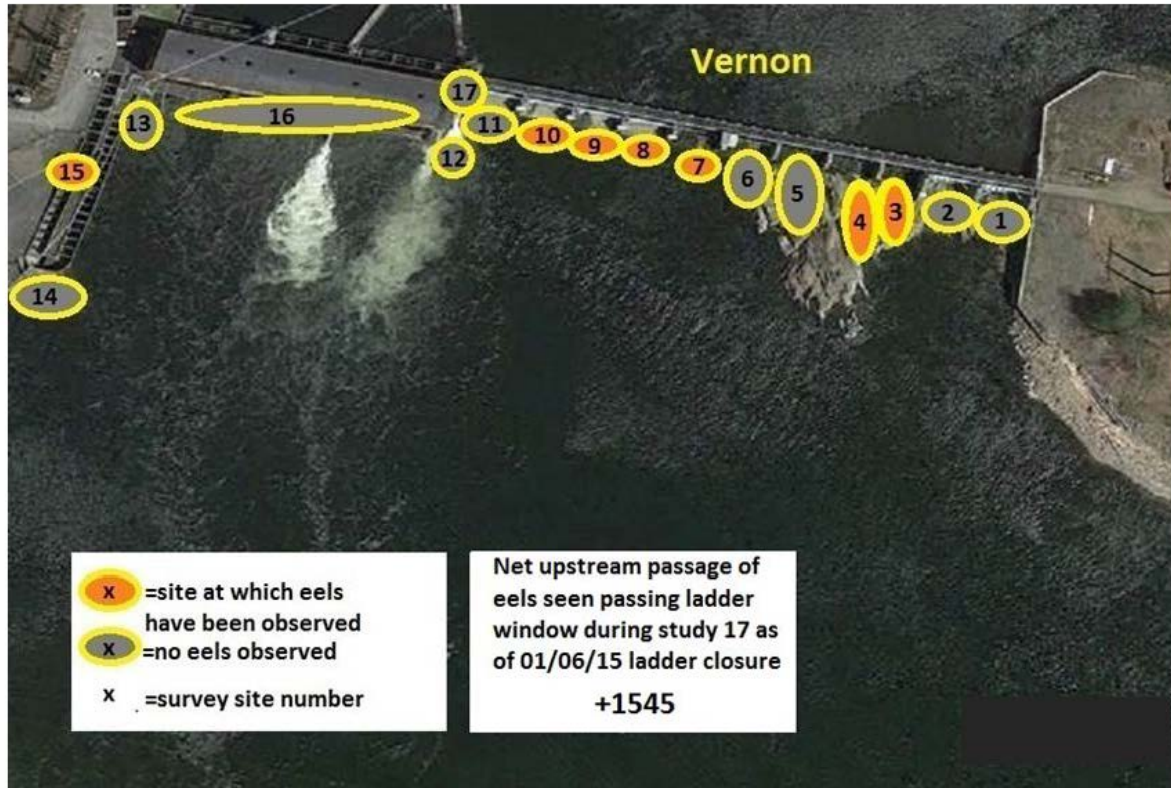 Vernon
17
13
16
11
10
9
8
12
7
15
6
5
4
3
2
1
14
x =site at which eels
have been observed
x =no eels observed
x =survey site number
Net upstream passage of
eels seen passing ladder
window during study 17 as
of 01/06/15 ladder closure
+1545